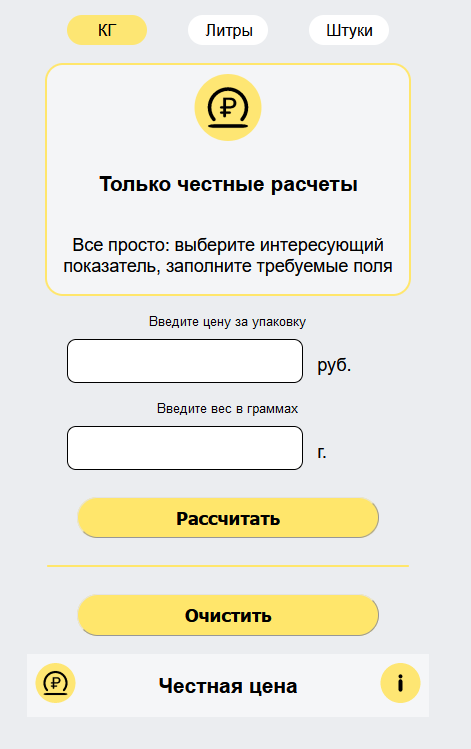 КГ
Литры
Штуки
₽
Только честные расчеты
Все просто: выберите интересующий
показатель, заполните требуемые поля
Введите цену за упаковку
руб.
Введите вес в граммах
г.
Рассчитать
Очистить
₽
Честная цена
i